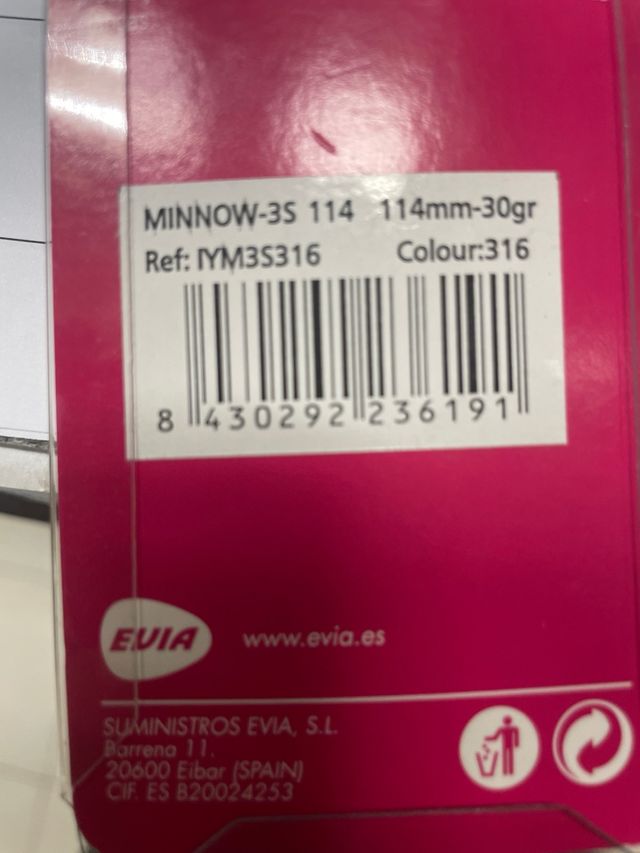 MINNOW-3S 114 114mm-30gr
Ref: IYM3S316 Colour:316
8 430292 236191
EVIA www.evia.es
SUMINISTROS EVIA, S.L.
Barrena 11.
20600 Eibar (SPAIN)
CIF. ES B20024253